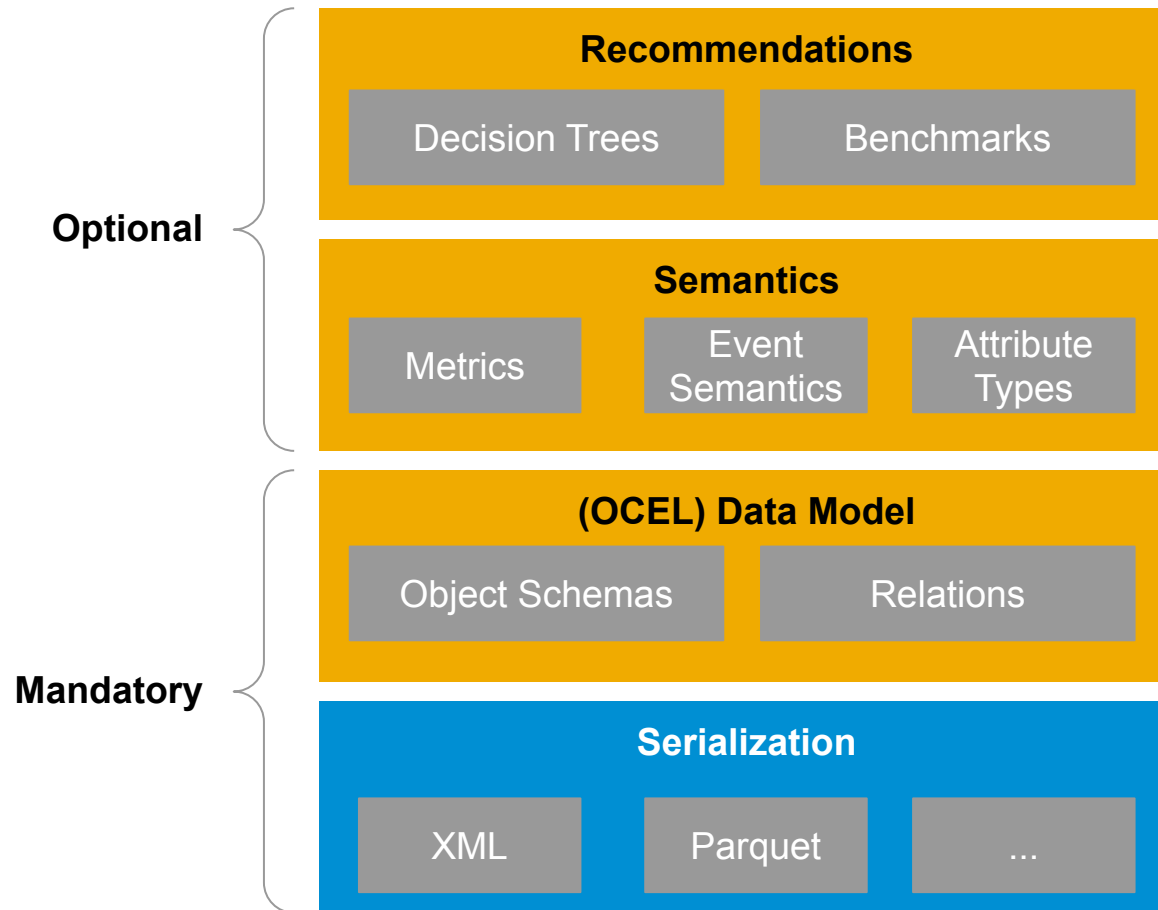 Recommendations
Decision Trees
Benchmarks
Optional
Semantics
Metrics
Event
Semantics
Attribute
Types
(OCEL) Data Model
Object Schemas
Relations
Mandatory
Serialization
XML
Parquet
...